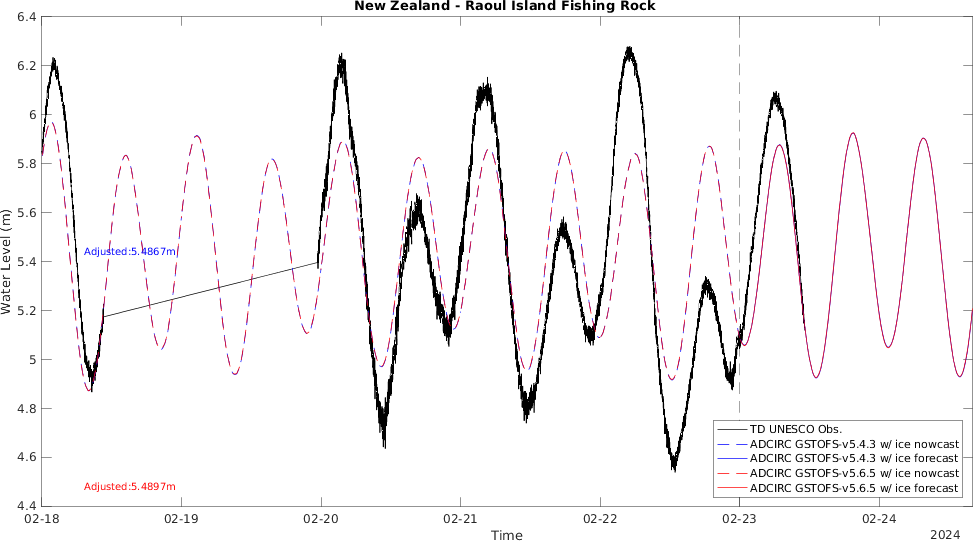 New Zealand - Raoul Island Fishing Rock
6.4
6.2
6
5.8
5.6
5.4
5.2
5
4.8
4.6
4.4
Water Level (m)
Adjusted:5.4867m
Adjusted:5.4897m
TD UNESCO Obs.
ADCIRC GSTOFS-v5.4.3 w/ ice nowcast
ADCIRC GSTOFS-v5.4.3 w/ ice forecast
ADCIRC GSTOFS-v5.6.5 w/ ice nowcast
ADCIRC GSTOFS-v5.6.5 w/ ice forecast
02-18 02-19 02-20 02-21 02-22 02-23 02-24
Time
2024